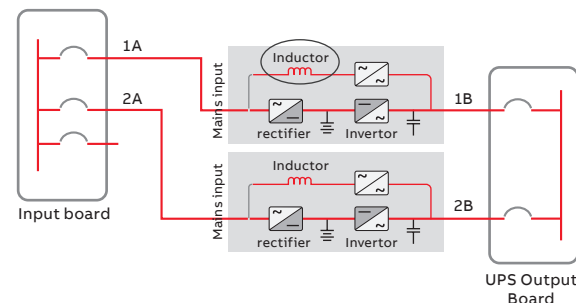 1A
2A
Input board
Mains input
Inductor
rectifier
Invertor
1B
Mains input
Inductor
rectifier
Invertor
2B
UPS Output
Board